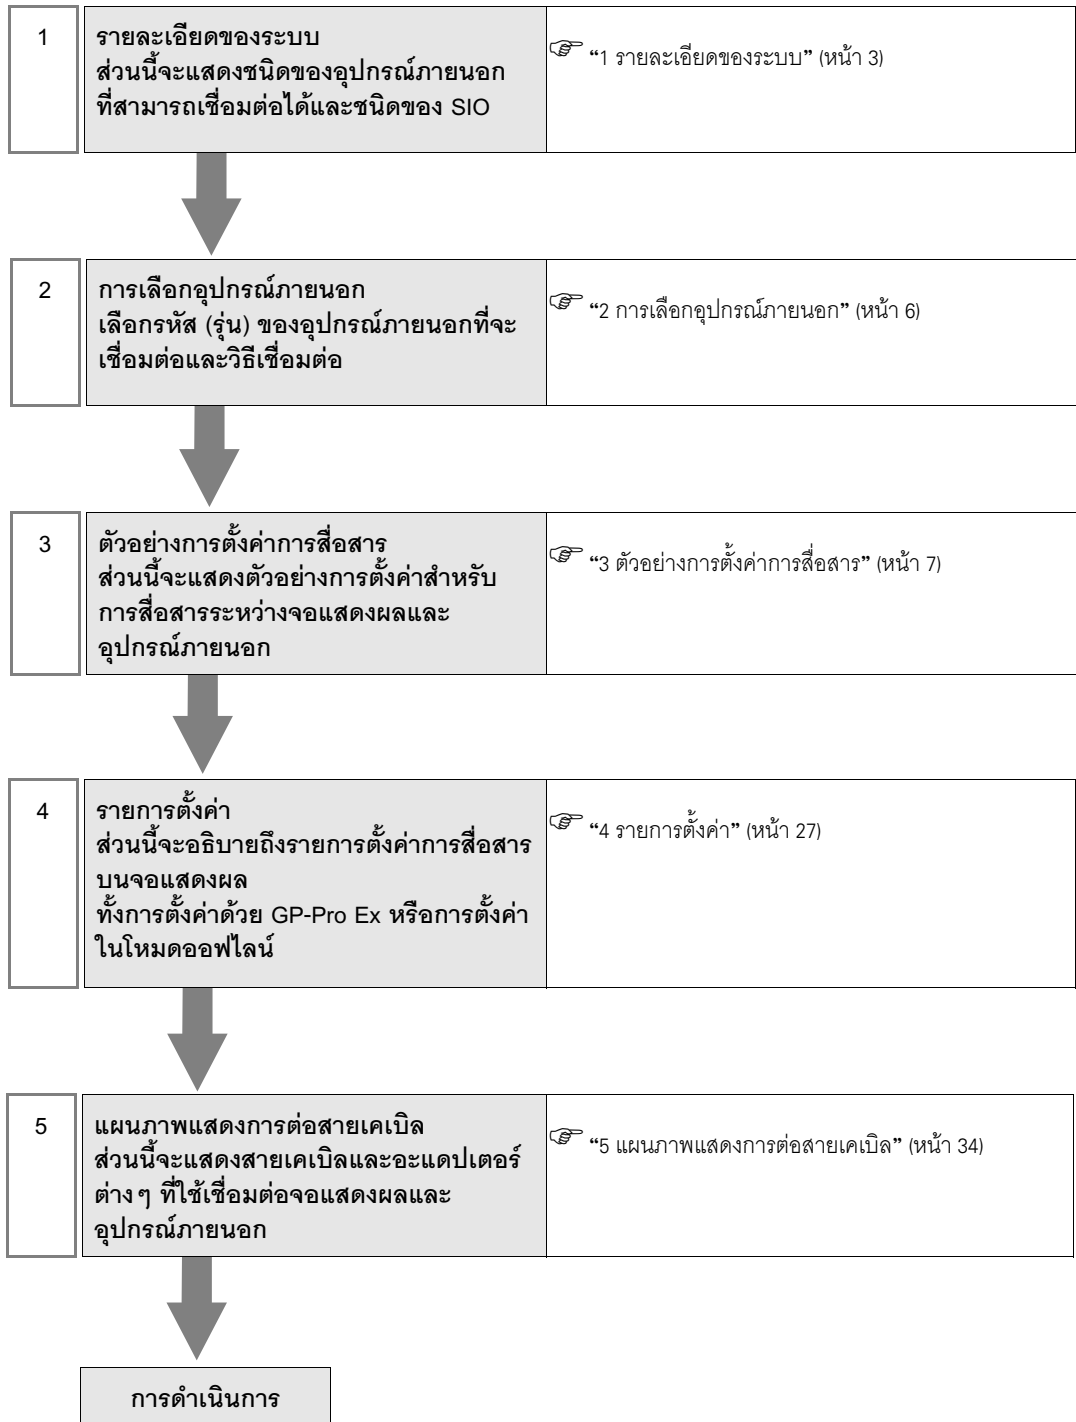 1
รายละเอียดของระบบ
ส่วนนี้จะแสดงชนิดของอุปกรณ์ภายนอก
ที่สามารถเชื่อมต่อได้และชนิดของ SIO
“1 รายละเอียดของระบบ” (หน้า 3)
2
การเลือกอุปกรณ์ภายนอก
เลือกรหัส (รุ่น) ของอุปกรณ์ภายนอกที่จะ
เชื่อมต่อและวิธีเชื่อมต่อ
“2 การเลือกอุปกรณ์ภายนอก” (หน้า 6)
3
ตัวอย่างการตั้งค่าการสื่อสาร
ส่วนนี้จะแสดงตัวอย่างการตั้งค่าสำหรับ
การสื่อสารระหว่างจอแสดงผลและ
อุปกรณ์ภายนอก
“3 ตัวอย่างการตั้งค่าการสื่อสาร” (หน้า 7)
4
รายการตั้งค่า
ส่วนนี้จะอธิบายถึงรายการตั้งค่าการสื่อสาร
บนจอแสดงผล
ทั้งการตั้งค่าด้วย GP-Pro Ex หรือการตั้งค่า
ในโหมดออฟไลน์
“4 รายการตั้งค่า” (หน้า 27)
5
แผนภาพแสดงการต่อสายเคเบิล
ส่วนนี้จะแสดงสายเคเบิลและอะแดปเตอร์
ต่างๆ ที่ใช้เชื่อมต่อจอแสดงผลและ
อุปกรณ์ภายนอก
“5 แผนภาพแสดงการต่อสายเคเบิล” (หน้า 34)
การดำเนินการ